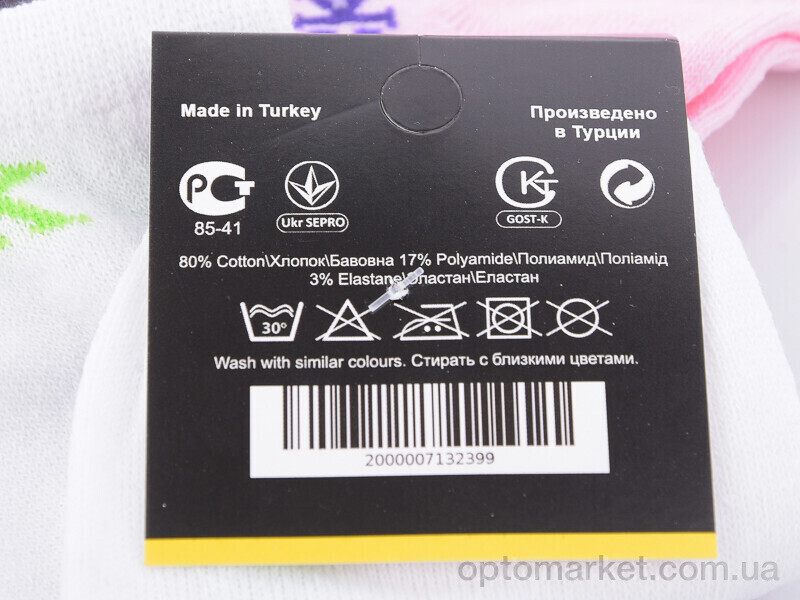 Made in Turkey
Произведено
в Турции
РСТ
85-41
Ukr SEPRO
GOST-K
80% Cotton\Хлопок\Бавовна 17% Polyamide\Полиамид\Поліамід
3% Elastane\Эластан\Еластан
30°
Wash with similar colours. Стирать с близкими цветами.
2000007132399
optomarket.com.ua